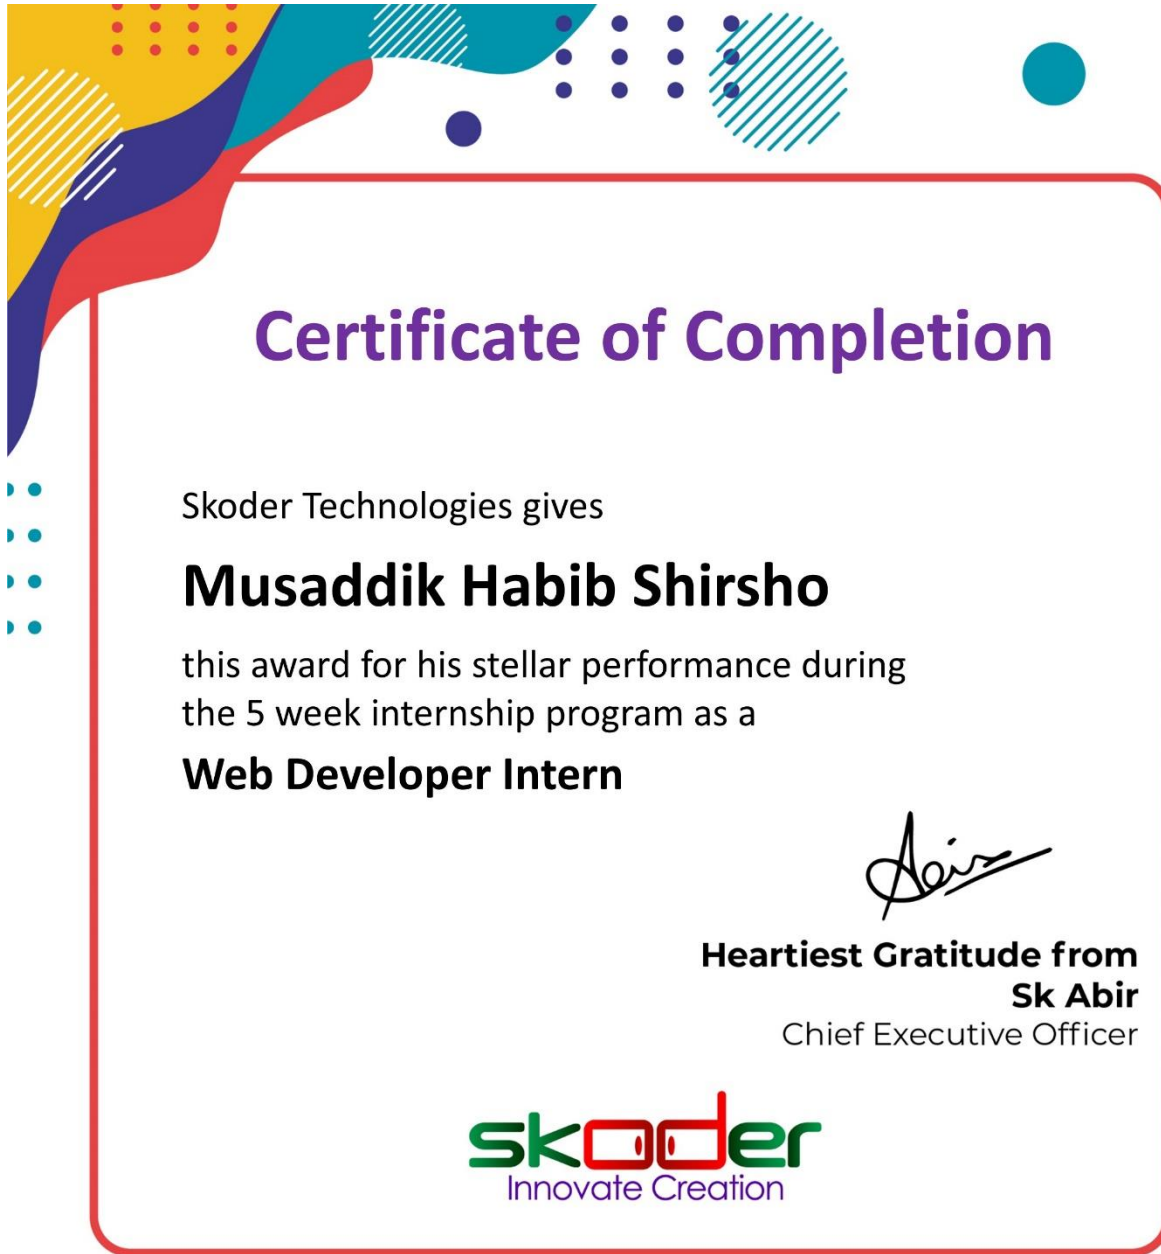 Certificate of Completion
Skoder Technologies gives
Musaddik Habib Shirsho
this award for his stellar performance during
the 5 week internship program as a
Web Developer Intern
Abir
Heartiest Gratitude from
Sk Abir
Chief Executive Officer
skoder
Innovate Creation